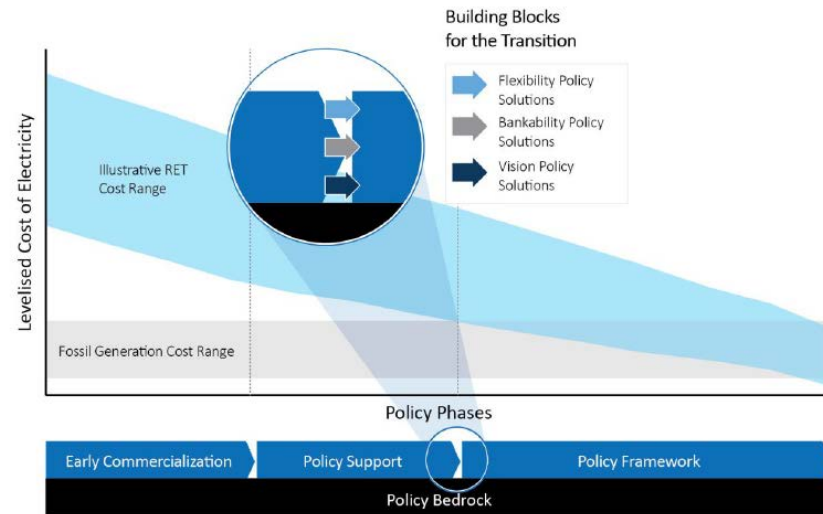 Building Blocks
for the Transition
Flexibility Policy
Solutions
Bankability Policy
Solutions
Vision Policy
Solutions
Levelised Cost of Electricity
Illustrative RET
Cost Range
Fossil Generation Cost Range
Policy Phases
Early Commercialization
Policy Support
Policy Framework
Policy Bedrock